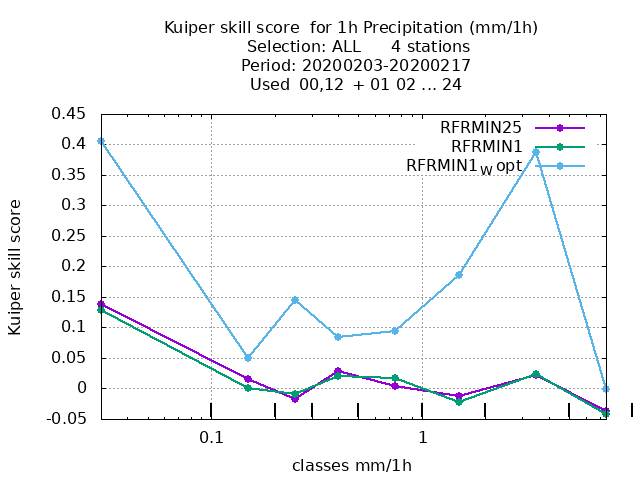 Kuiper skill score  for 1h Precipitation (mm/1h)
Selection: ALL      4 stations
Period: 20200203-20200217
Used  00,12  + 01 02 ... 24
0.45
0.4
0.35
0.3
0.25
0.2
0.15
0.1
0.05
0
-0.05
Kuiper skill score
RFRMIN25
RFRMIN1
RFRMIN1W opt
0.1 1
classes mm/1h